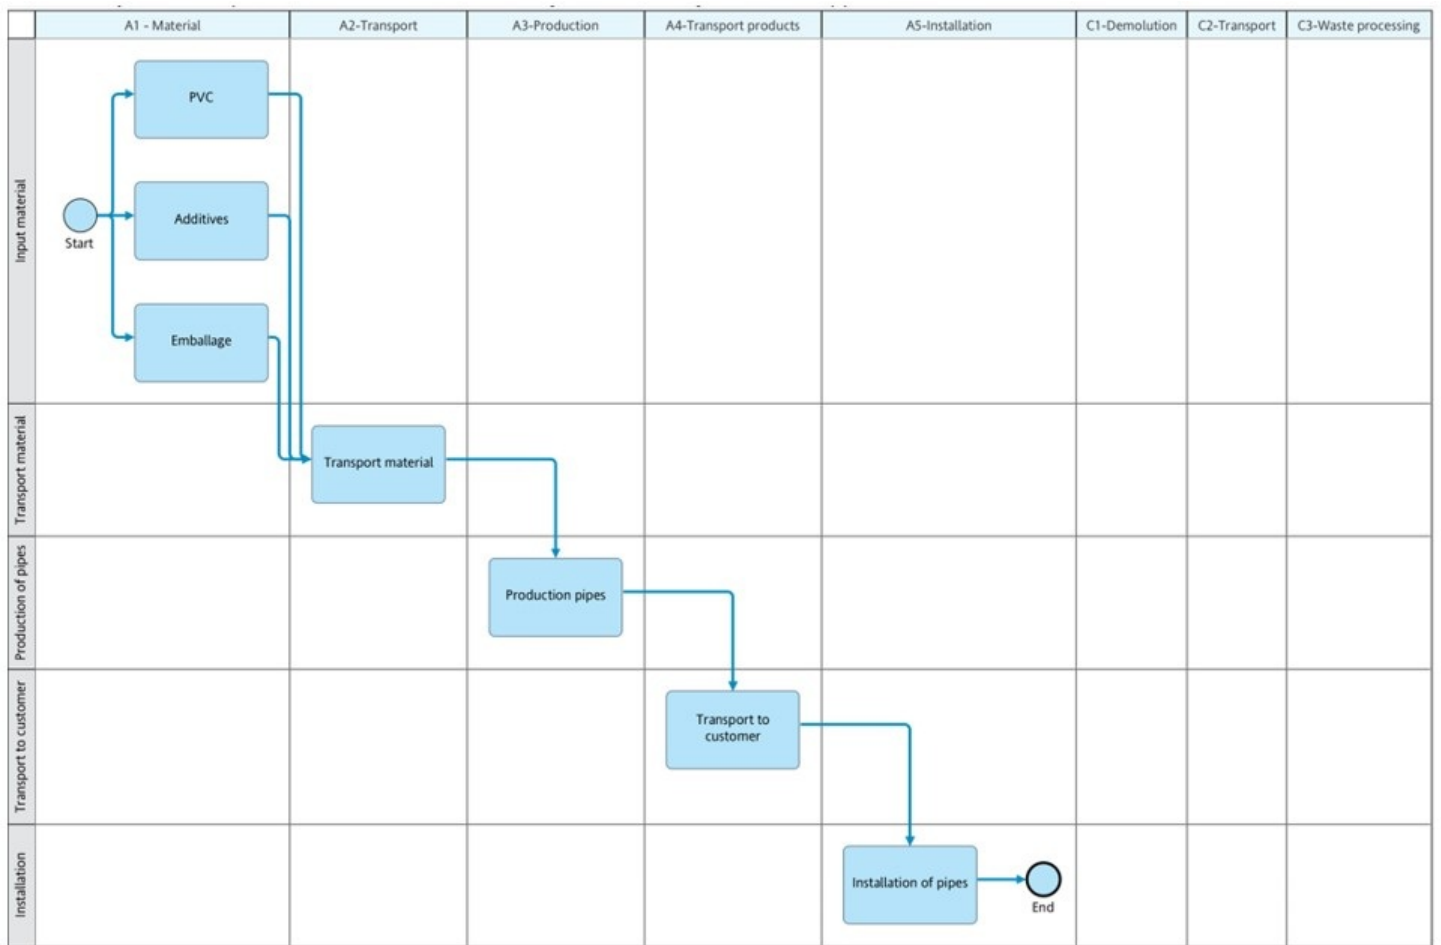 A1 - Material
A2-Transport
A3-Production
A4-Transport products
A5-Installation
C1-Demolition
C2-Transport
C3-Waste processing
Input material
PVC
Additives
Start
Emballage
Transport material
Transport material
Production of pipes
Production pipes
Transport to customer
Transport to
customer
Installation
Installation of pipes
End